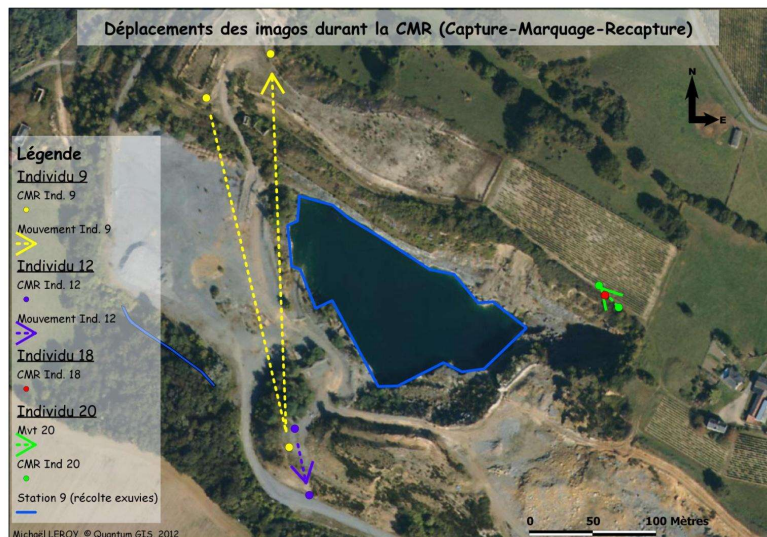 Déplacements des imagos durant la CMR (Capture-Marquage-Recapture)
N
E
Légende
Individu 9
CMR Ind. 9
Mouvement Ind. 9
Individu 12
CMR Ind. 12
Mouvement Ind. 12
Individu 18
CMR Ind. 18
Individu 20
Mvt 20
CMR Ind 20
Station 9 (récolte exuvies)
0 50 100 Mètres
Michaël LEROY © Quantum GIS 2012